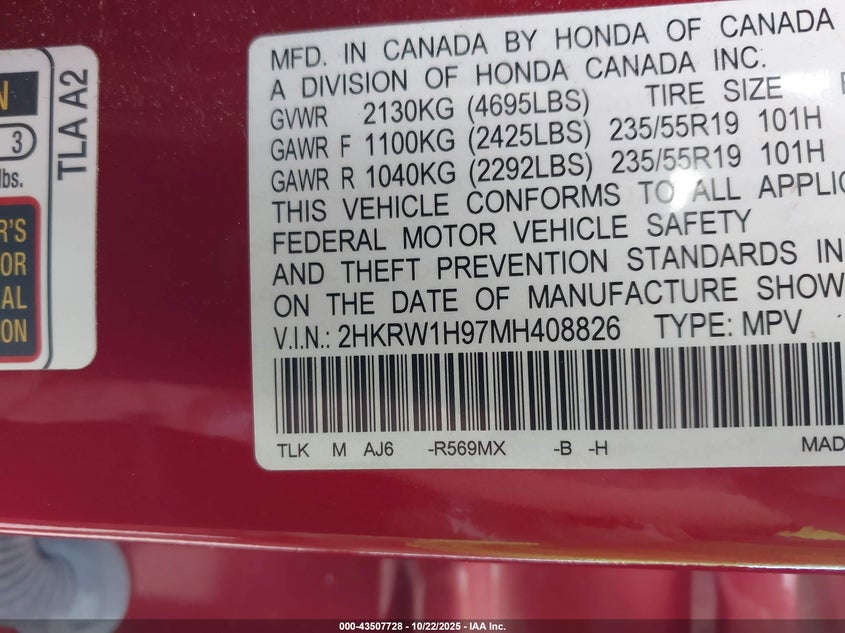 N
3
lbs.
R'S
OR
AL
ON
TLA A2
MFD. IN CANADA BY HONDA OF CANADA
A DIVISION OF HONDA CANADA INC.
GVWR 2130KG (4695LBS) TIRE SIZE
GAWR F 1100KG (2425LBS) 235/55R19 101H
GAWR R 1040KG (2292LBS) 235/55R19 101H
THIS VEHICLE CONFORMS TO ALL APPLIC
FEDERAL MOTOR VEHICLE SAFETY
AND THEFT PREVENTION STANDARDS IN
ON THE DATE OF MANUFACTURE SHOW
V.I.N.: 2HKRW1H97MH408826 TYPE: MPV
TLK M AJ6 -R569MX -B -H MAD
000-43507728 - 10/22/2025 - IAA Inc.